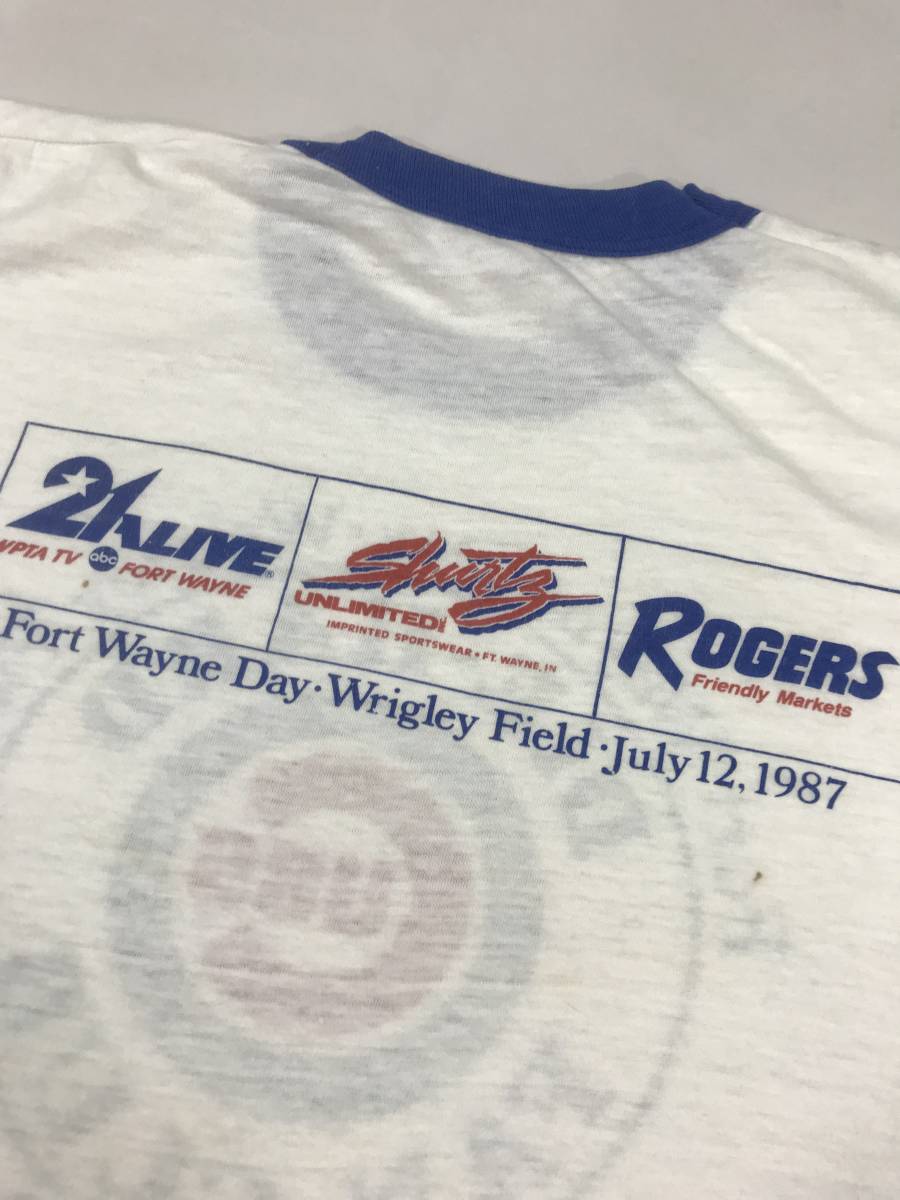 21ALIVE®
WPTA TV abc FORT WAYNE
Shurtz
UNLIMITED!
IMPRINTED SPORTSWEAR • FT. WAYNE, IN
ROGERS
Friendly Markets
Fort Wayne Day · Wrigley Field · July 12, 1987